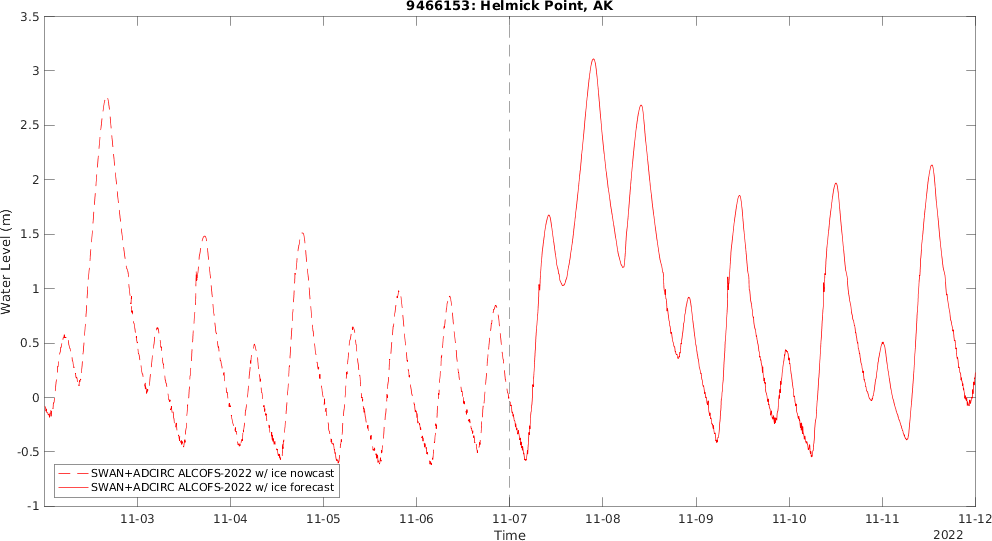 9466153: Helmick Point, AK
3.5
3
2.5
2
1.5
1
0.5
0
-0.5
-1
Water Level (m)
SWAN+ADCIRC ALCOFS-2022 w/ ice nowcast
SWAN+ADCIRC ALCOFS-2022 w/ ice forecast
11-03 11-04 11-05 11-06 11-07 11-08 11-09 11-10 11-11 11-12
Time
2022